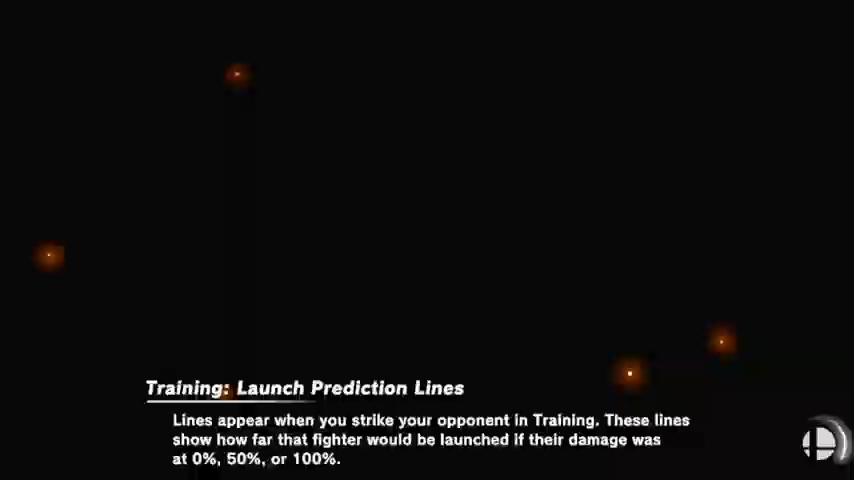 Training: Launch Prediction Lines
Lines appear when you strike your opponent in Training. These lines
show how far that fighter would be launched if their damage was
at 0%, 50%, or 100%.